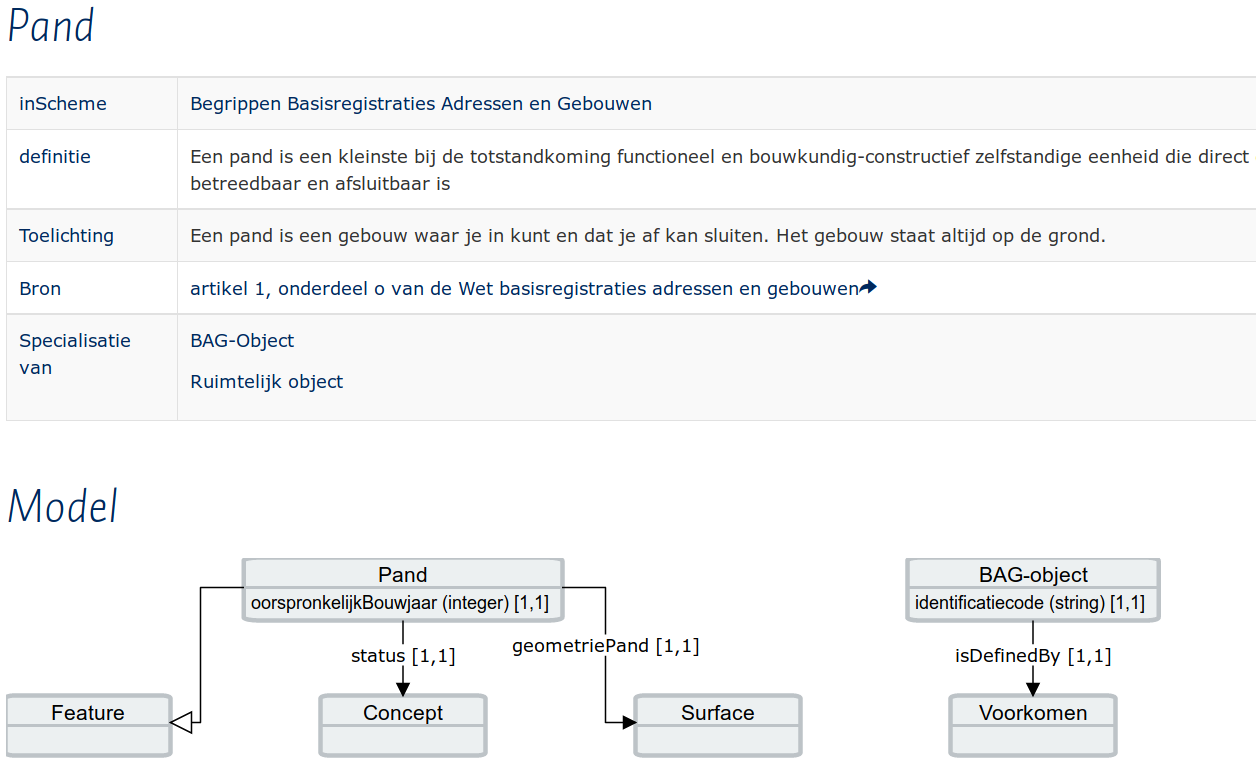 Pand
inScheme
Begrippen Basisregistraties Adressen en Gebouwen
definitie
Een pand is een kleinste bij de totstandkoming functioneel en bouwkundig-constructief zelfstandige eenheid die direct
betreedbaar en afsluitbaar is
Toelichting
Een pand is een gebouw waar je in kunt en dat je af kan sluiten. Het gebouw staat altijd op de grond.
Bron
artikel 1, onderdeel o van de Wet basisregistraties adressen en gebouwen
Specialisatie
van
BAG-Object
Ruimtelijk object
Model
Pand
oorspronkelijkBouwjaar (integer) [1,1]
BAG-object
identificatiecode (string) [1,1]
status [1,1]
geometriePand [1,1]
isDefinedBy [1,1]
Feature
Concept
Surface
Voorkomen